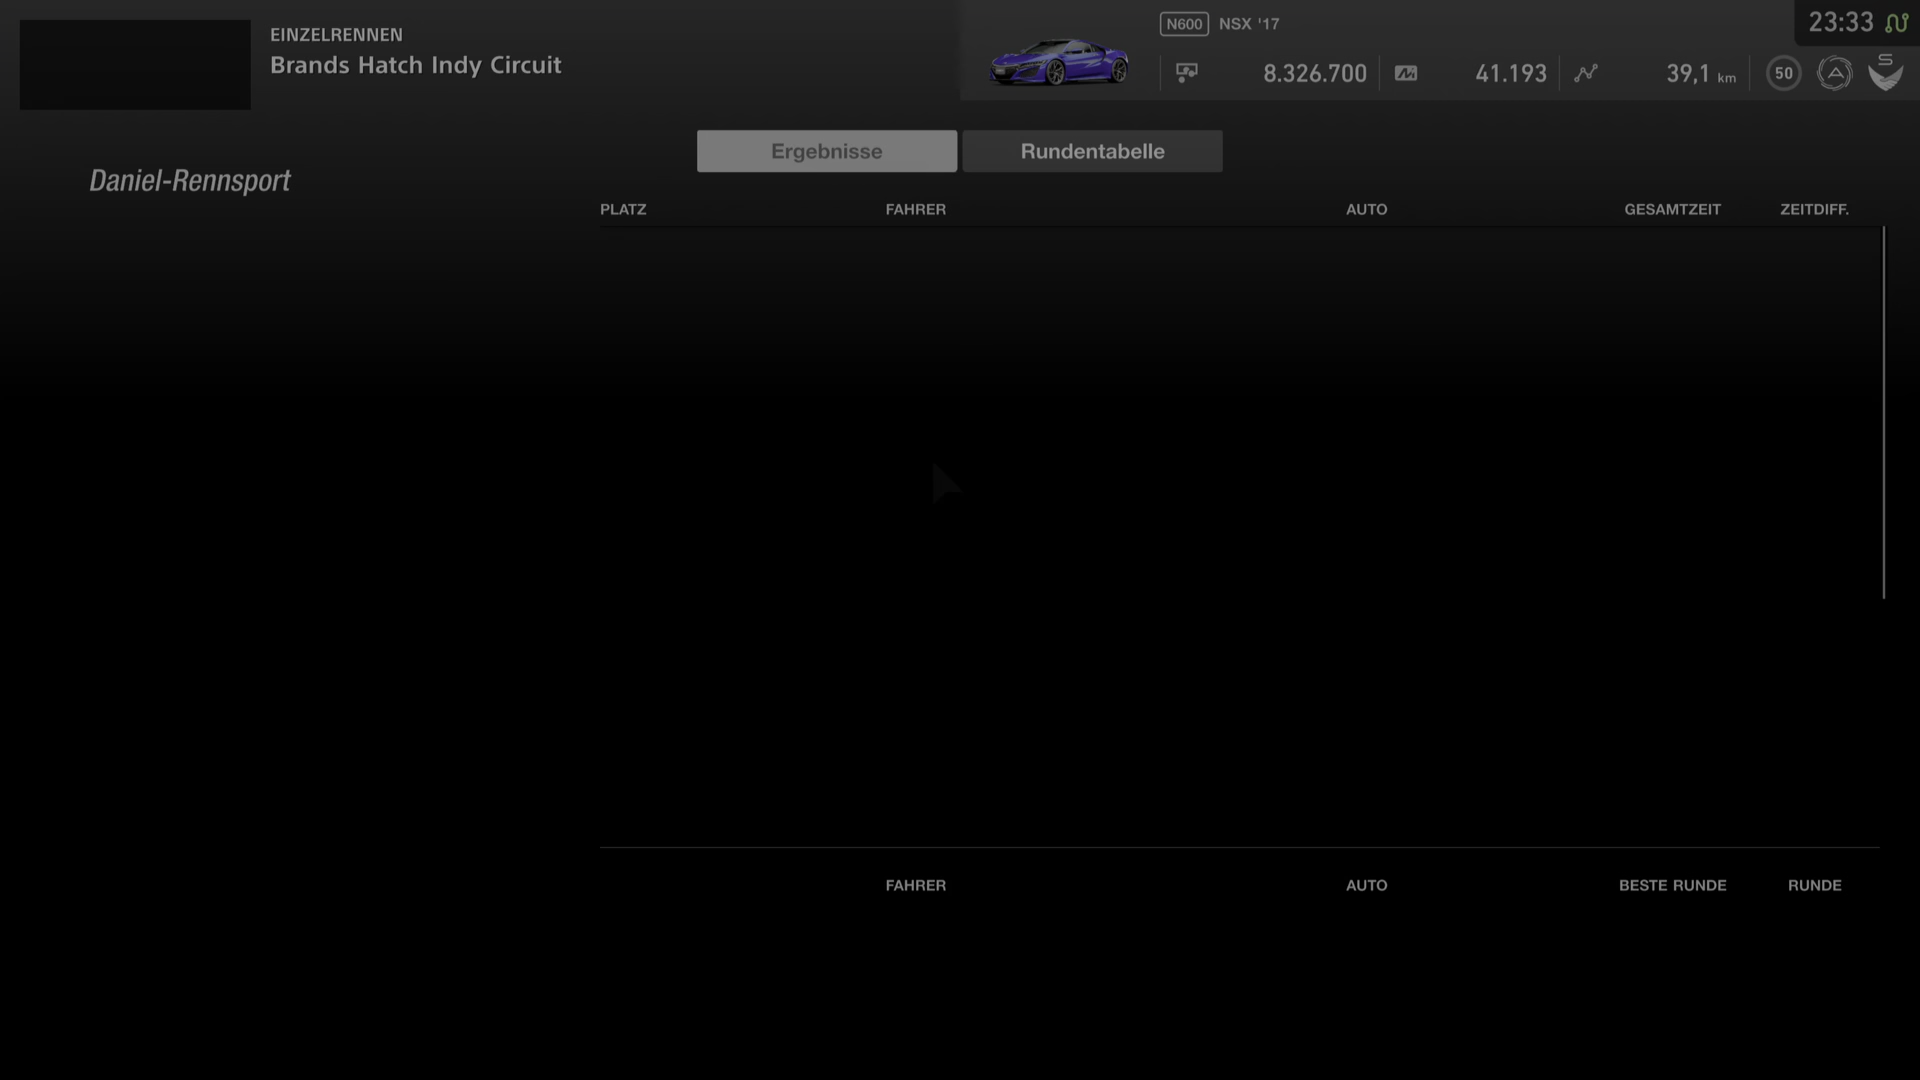 EINZELRENNEN
Brands Hatch Indy Circuit
N600 NSX '17
23:33
8.326.700 41.193 39,1 km 50 A S
Ergebnisse Rundentabelle
Daniel-Rennsport
PLATZ FAHRER AUTO GESAMTZEIT ZEITDIFF.
FAHRER AUTO BESTE RUNDE RUNDE